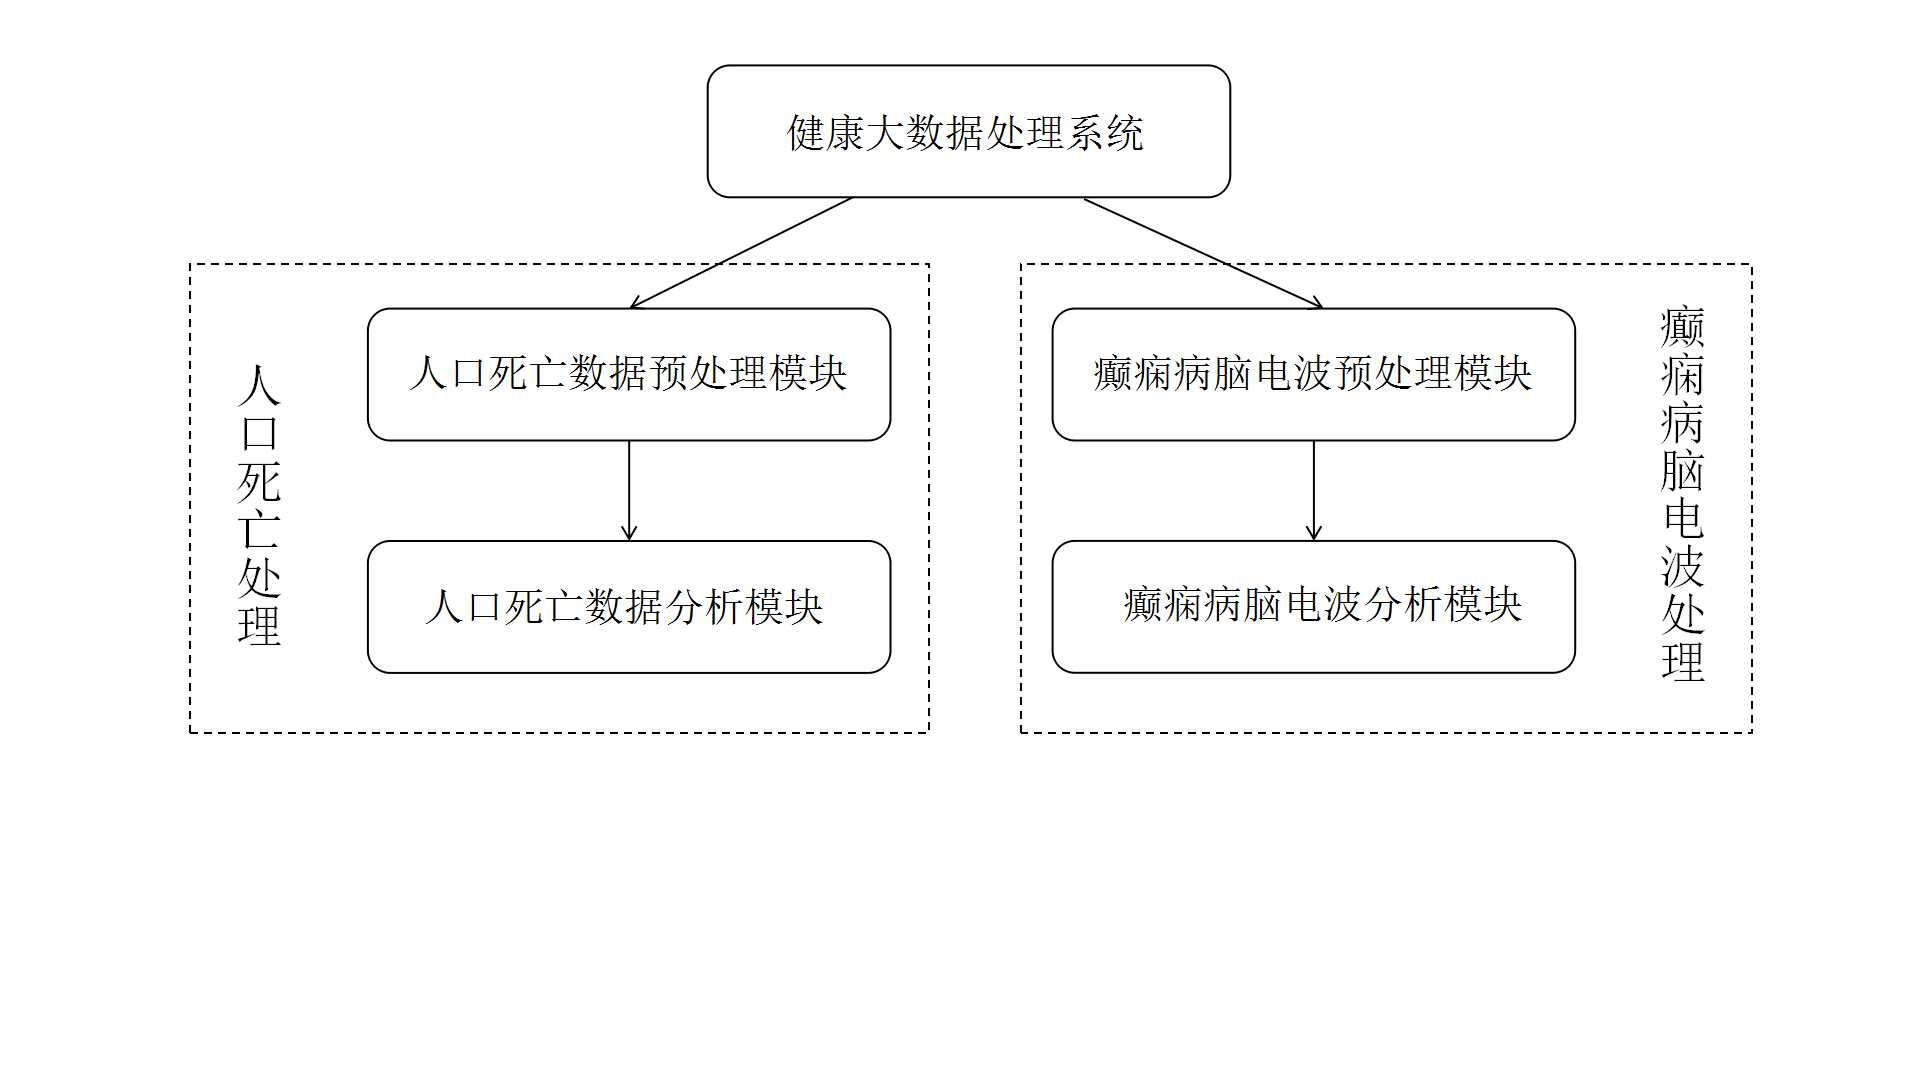 健康大数据处理系统
人口死亡处理
人口死亡数据预处理模块
人口死亡数据分析模块
癫痫病脑电波预处理模块
癫痫病脑电波分析模块
癫痫病脑电波处理